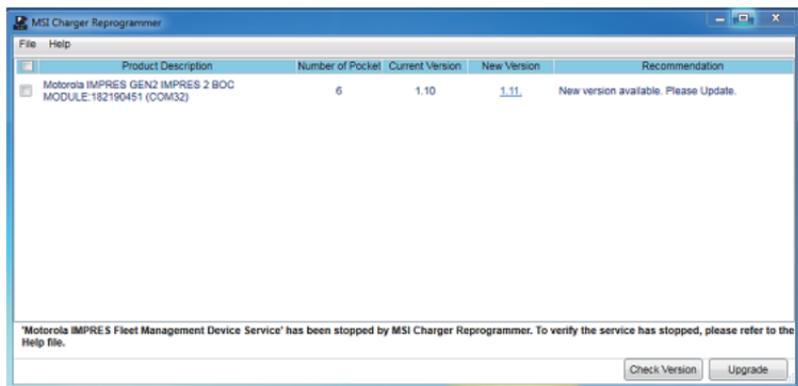 MSI Charger Reprogrammer
File Help
Product Description Number of Pocket Current Version New Version Recommendation
Motorola IMPRES GEN2 IMPRES 2 BOC
MODULE:182190451 (COM32) 6 1.10 1.11. New version available. Please Update.
'Motorola IMPRES Fleet Management Device Service' has been stopped by MSI Charger Reprogrammer. To verify the service has stopped, please refer to the
Help file.
Check Version Upgrade